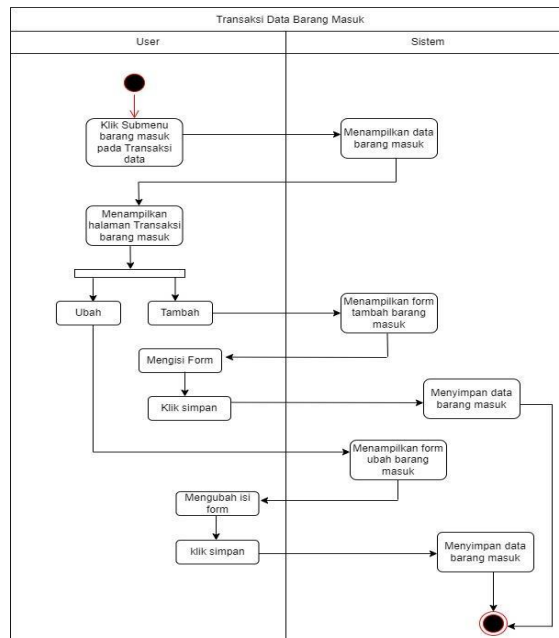 Transaksi Data Barang Masuk
User
Sistem
Klik Submenu
barang masuk
pada Transaksi
data
Menampilkan data
barang masuk
Menampilkan
halaman Transaksi
barang masuk
Ubah
Tambah
Menampilkan form
tambah barang
masuk
Mengisi Form
Klik simpan
Menyimpan data
barang masuk
Menampilkan form
ubah barang
masuk
Mengubah isi
form
klik simpan
Menyimpan data
barang masuk